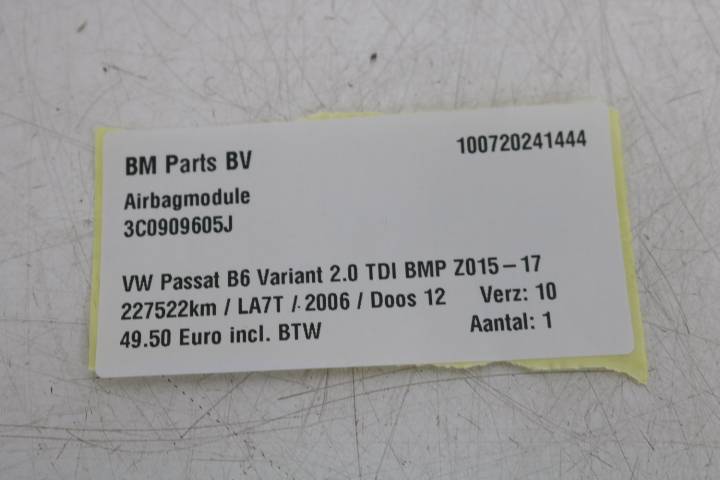 BM Parts BV 100720241444
Airbagmodule
3C0909605J
VW Passat B6 Variant 2.0 TDI BMP Z015-17
227522km / LA7T / 2006 / Doos 12 Verz: 10
49.50 Euro incl. BTW Aantal: 1